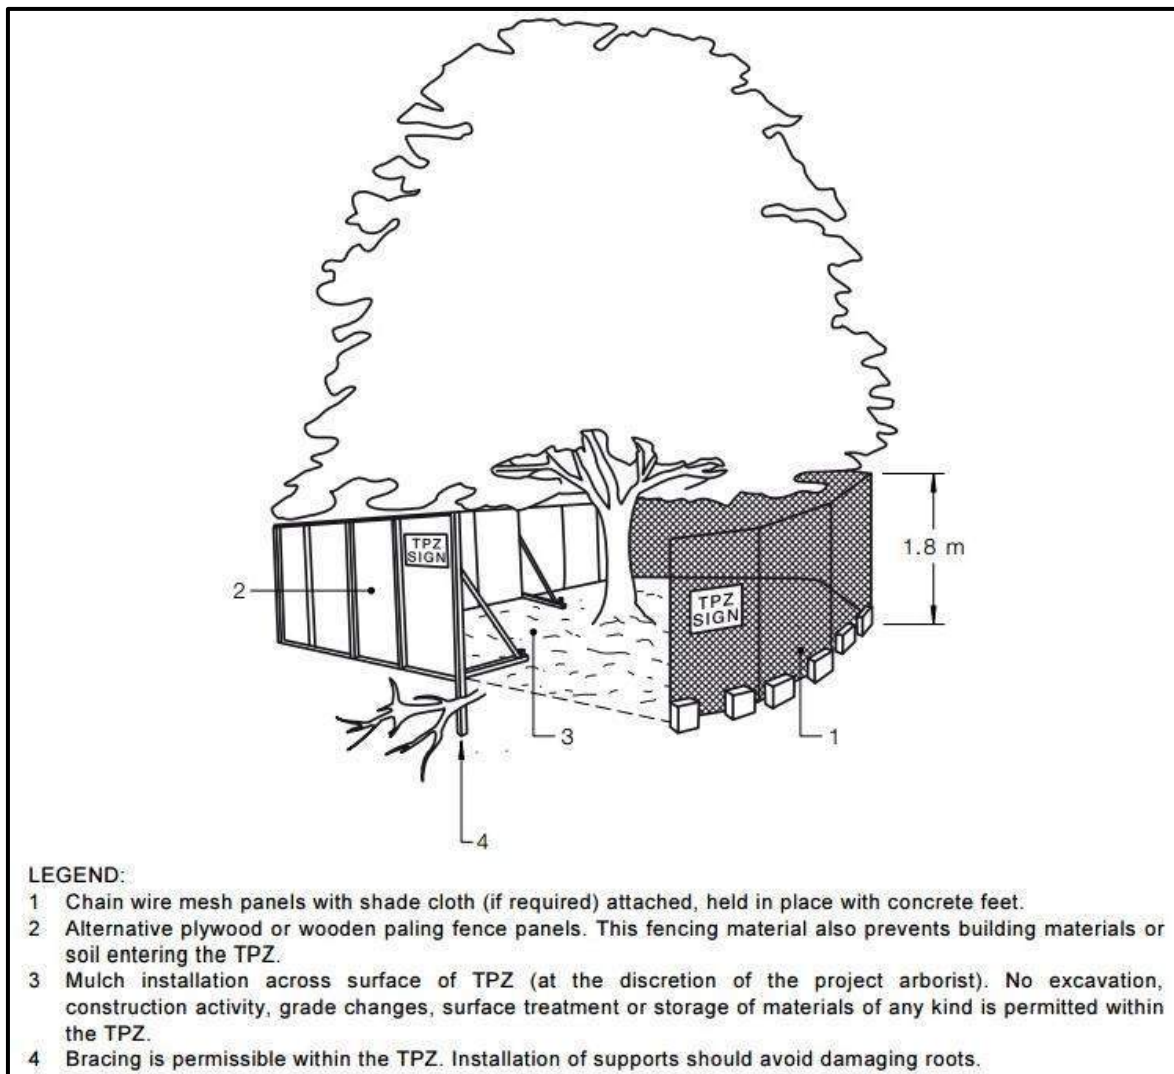 TPZ
SIGN
1.8 m
2
TPZ
SIGN
3
1
4
LEGEND:
1 Chain wire mesh panels with shade cloth (if required) attached, held in place with concrete feet.
2 Alternative plywood or wooden paling fence panels. This fencing material also prevents building materials or
soil entering the TPZ.
3 Mulch installation across surface of TPZ (at the discretion of the project arborist). No excavation,
construction activity, grade changes, surface treatment or storage of materials of any kind is permitted within
the TPZ.
4 Bracing is permissible within the TPZ. Installation of supports should avoid damaging roots.